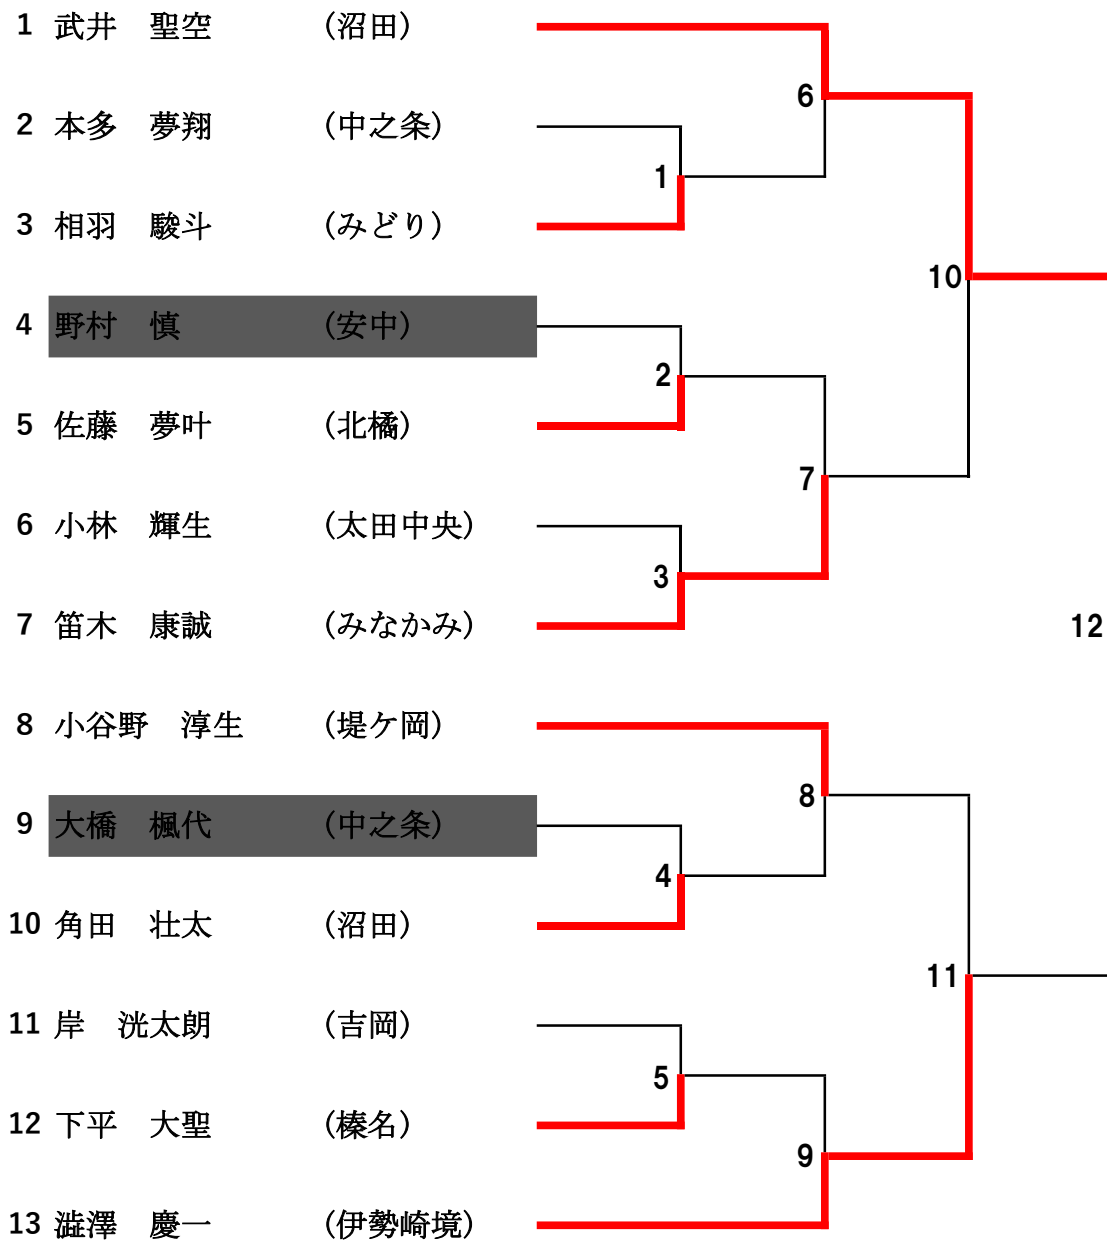 1 武井　聖空 （沼田）
6
2 本多　夢翔 （中之条）
1
3 相羽　駿斗 （みどり）
10
4 野村　慎 （安中）
2
5 佐藤　夢叶 （北橘）
7
6 小林　輝生 （太田中央）
3
7 笛木　康誠 （みなかみ）
12
8 小谷野　淳生 （堤ケ岡）
8
9 大橋　楓代 （中之条）
4
10 角田　壮太 （沼田）
11
11 岸　洸太朗 （吉岡）
5
12 下平　大聖 （榛名）
9
13 澁澤　慶一 （伊勢崎境）